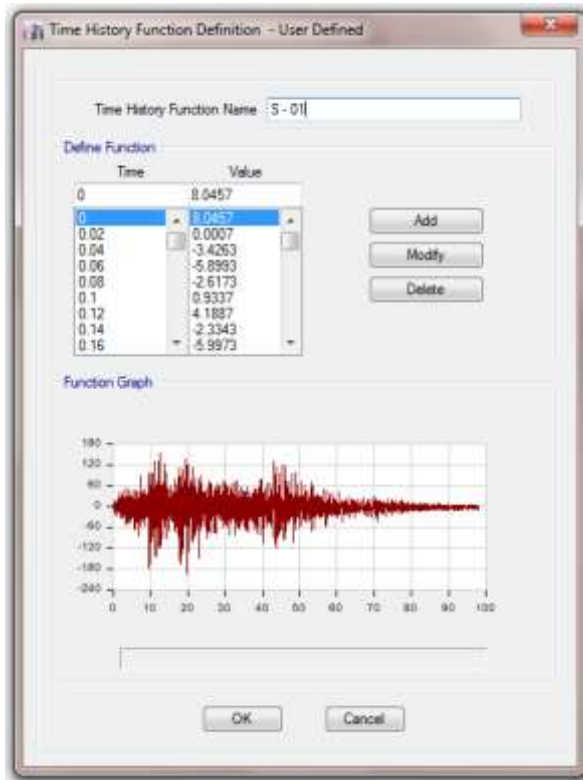 Time History Function Definition - User Defined
Time History Function Name S - 01
Define Function
Time Value
0 8.0457
0 8.0457
0.02 0.0007
0.04 -3.4263
0.06 -5.8993
0.08 -2.6173
0.1 0.9337
0.12 4.1887
0.14 -2.3343
0.16 -5.9973
Add
Modify
Delete
Function Graph
180
120
60
0
-60
-120
-180
-240
0 10 20 30 40 50 60 70 80 90 100
OK Cancel